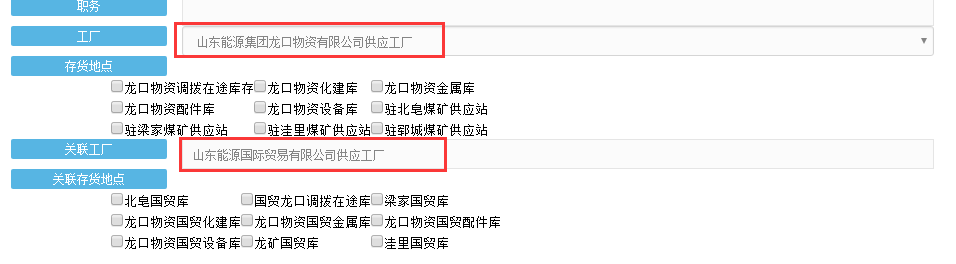 职务
工厂 山东能源集团龙口物资有限公司供应工厂
存货地点
龙口物资调拨在途库存 龙口物资化建库 龙口物资金属库
龙口物资配件库 龙口物资设备库 驻北皂煤矿供应站
驻梁家煤矿供应站 驻洼里煤矿供应站 驻郓城煤矿供应站
关联工厂 山东能源国际贸易有限公司供应工厂
关联存货地点
北皂国贸库 国贸龙口调拨在途库 梁家国贸库
龙口物资国贸化建库 龙口物资国贸金属库 龙口物资国贸配件库
龙口物资国贸设备库 龙矿国贸库 洼里国贸库